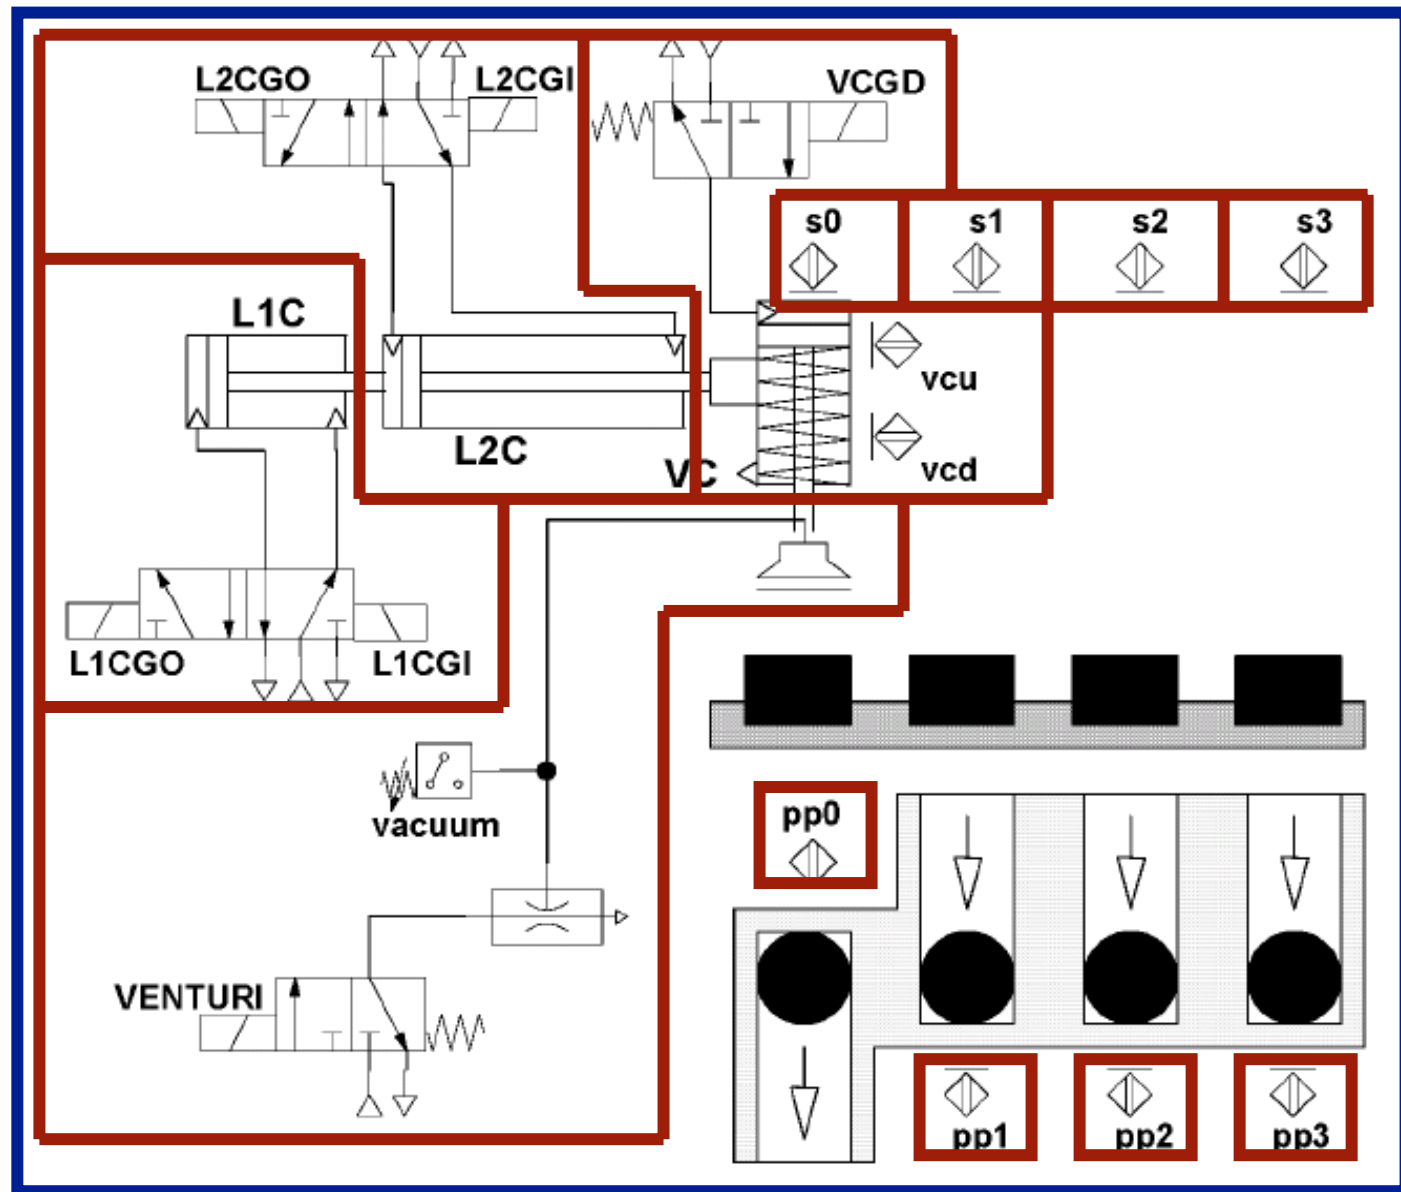 L2CGO
L2CGI
VCGD
s0
s1
s2
s3
L1C
vcu
L2C
VC
vcd
L1CGO
L1CGI
vacuum
pp0
VENTURI
pp1
pp2
pp3